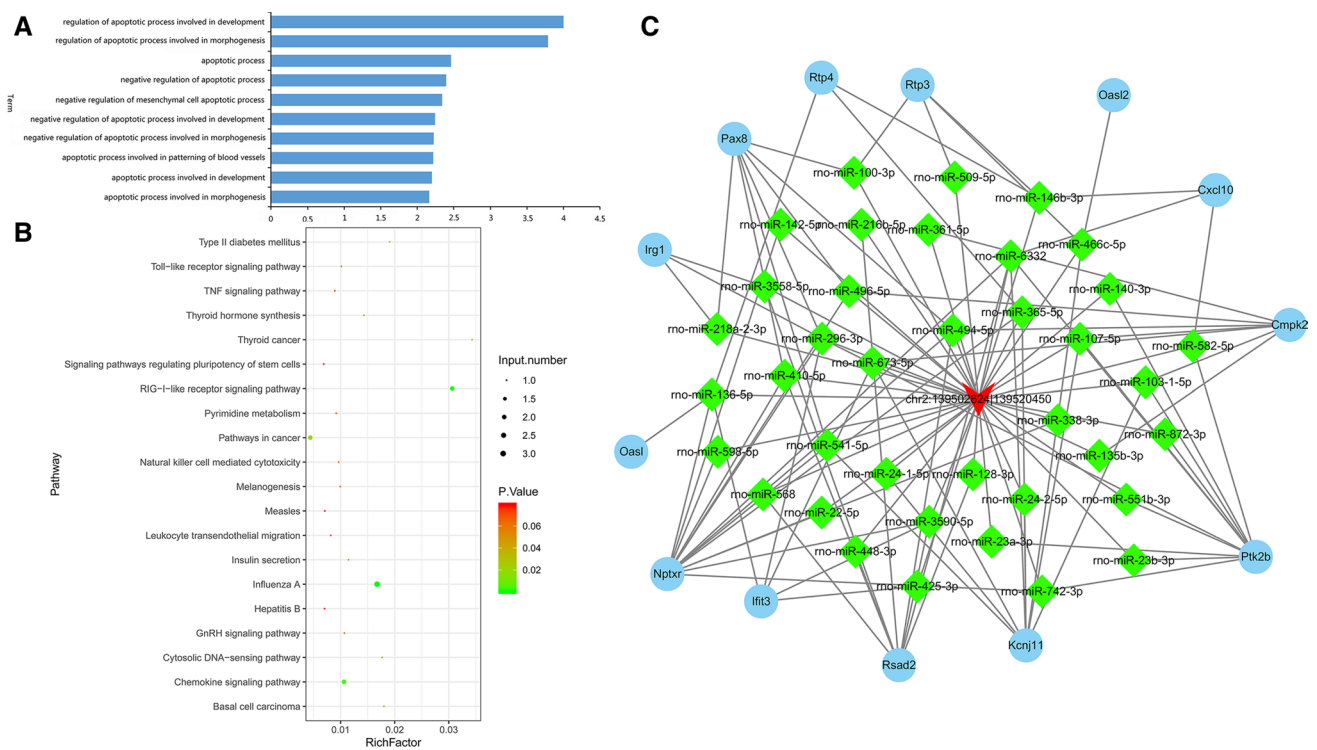 A
Term
regulation of apoptotic process involved in development
regulation of apoptotic process involved in morphogenesis
apoptotic process
negative regulation of apoptotic process
negative regulation of mesenchymal cell apoptotic process
negative regulation of apoptotic process involved in development
negative regulation of apoptotic process involved in morphogenesis
apoptotic process involved in patterning of blood vessels
apoptotic process involved in development
apoptotic process involved in morphogenesis
0 0.5 1 1.5 2 2.5 3 3.5 4 4.5
B
Pathway
Type II diabetes mellitus
Toll−like receptor signaling pathway
TNF signaling pathway
Thyroid hormone synthesis
Thyroid cancer
Signaling pathways regulating pluripotency of stem cells
RIG−I−like receptor signaling pathway
Pyrimidine metabolism
Pathways in cancer
Natural killer cell mediated cytotoxicity
Melanogenesis
Measles
Leukocyte transendothelial migration
Insulin secretion
Influenza A
Hepatitis B
GnRH signaling pathway
Cytosolic DNA−sensing pathway
Chemokine signaling pathway
Basal cell carcinoma
0.01 0.02 0.03
RichFactor
Input.number
1.0
1.5
2.0
2.5
3.0
P.Value
0.06
0.04
0.02
C
Rtp4
Rtp3
Oasl2
Pax8
rno-miR-100-3p
rno-miR-509-5p
rno-miR-146b-3p
Cxcl10
rno-miR-142-5p
rno-miR-216b-5p
rno-miR-361-5p
rno-miR-466c-5p
Irg1
rno-miR-6332
rno-miR-3558-5p
rno-miR-496-5p
rno-miR-140-3p
rno-miR-365-5p
rno-miR-218a-2-3p
rno-miR-494-5p
Cmpk2
rno-miR-296-3p
rno-miR-107-5p
rno-miR-582-5p
rno-miR-673-5p
rno-miR-410-5p
rno-miR-103-1-5p
rno-miR-136-5p
chr2:139502624|139520450
rno-miR-338-3p
rno-miR-872-3p
Oasl
rno-miR-598-5p
rno-miR-541-5p
rno-miR-135b-3p
rno-miR-24-1-5p
rno-miR-128-3p
rno-miR-568
rno-miR-24-2-5p
rno-miR-551b-3p
rno-miR-22-5p
rno-miR-3590-5p
rno-miR-23a-3p
rno-miR-448-3p
rno-miR-23b-3p
Ptk2b
Nptxr
rno-miR-425-3p
rno-miR-742-3p
Ifit3
Kcnj11
Rsad2